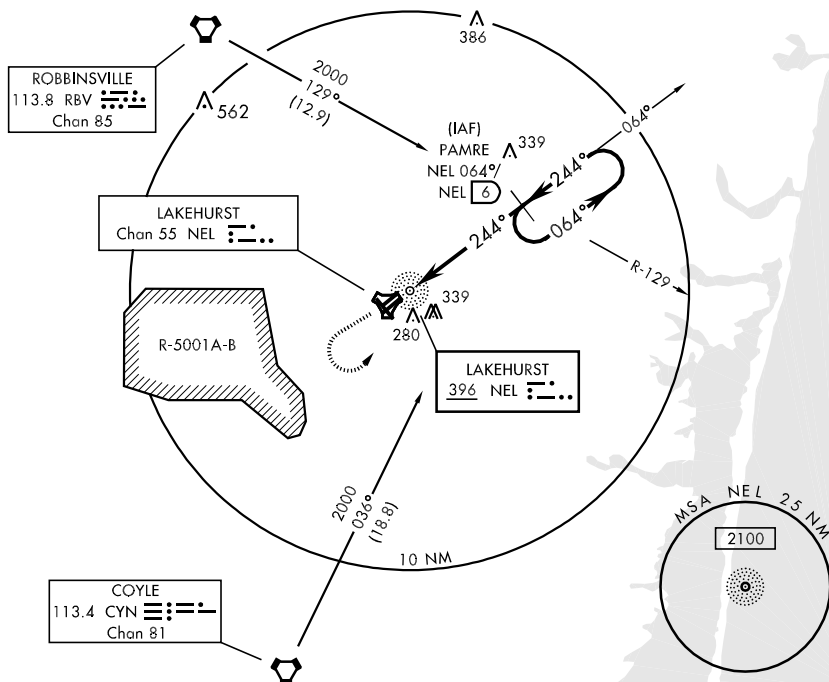 386
ROBBINSVILLE
113.8 RBV
Chan 85
562
2000
129°
(12.9)
(IAF)
PAMRE
NEL 064°
NEL 6
339
064°
244°
064°
244°
R-129
LAKEHURST
Chan 55 NEL
339
280
R-5001A-B
LAKEHURST
396 NEL
2000
036°
(18.8)
10 NM
MSA NEL 25 NM
2100
COYLE
113.4 CYN
Chan 81